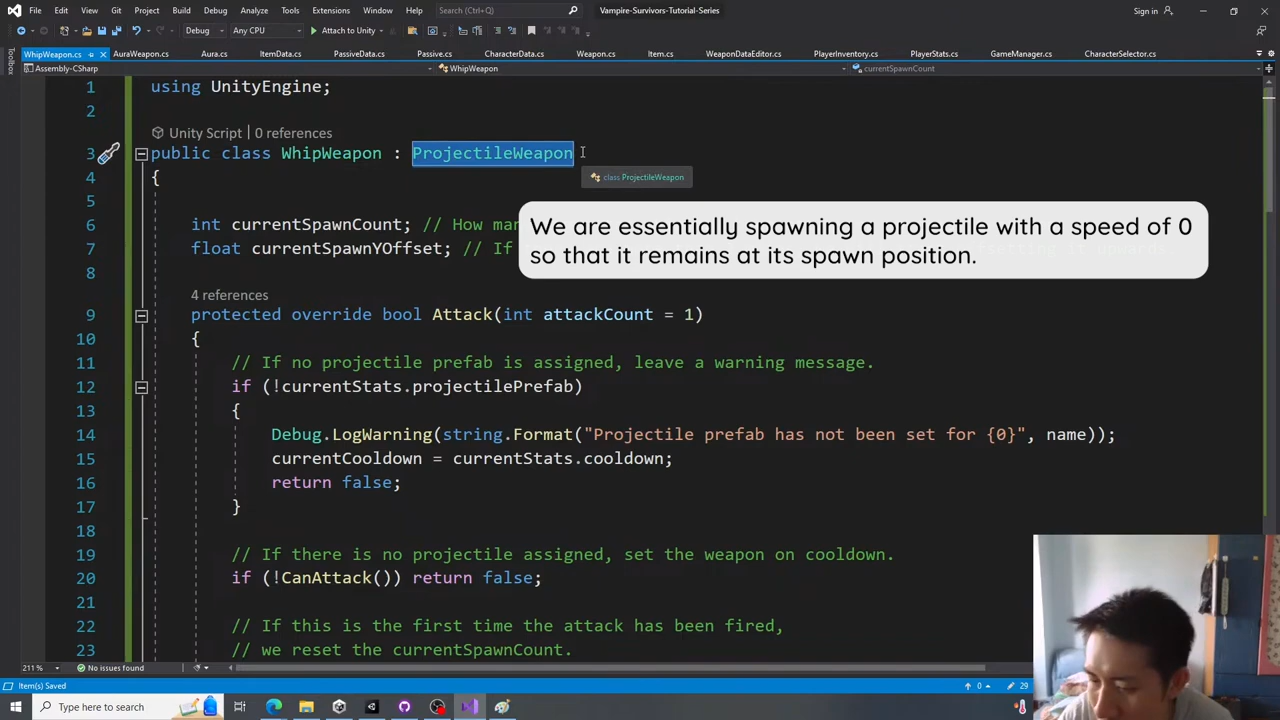 File Edit View Git Project Build Debug Analyze Tools Extensions Window Help Search (Ctrl+Q) Vampire-Survivors-Tutorial-Series Sign in
Debug Any CPU Attach to Unity
WhipWeapon.cs AuraWeapon.cs Aura.cs ItemData.cs PassiveData.cs Passive.cs CharacterData.cs Weapon.cs Item.cs WeaponDataEditor.cs PlayerInventory.cs PlayerStats.cs GameManager.cs CharacterSelector.cs
Toolbox
Assembly-CSharp WhipWeapon currentSpawnCount
1 using UnityEngine;
2
Unity Script | 0 references
3 public class WhipWeapon : ProjectileWeapon
4 {
class ProjectileWeapon
5
We are essentially spawning a projectile with a speed of 0
so that it remains at its spawn position.
6 int currentSpawnCount; // How
7 float currentSpawnYOffset; // If
8
4 references
9 protected override bool Attack(int attackCount = 1)
10 {
11 // If no projectile prefab is assigned, leave a warning message.
12 if (!currentStats.projectilePrefab)
13 {
14 Debug.LogWarning(string.Format("Projectile prefab has not been set for {0}", name));
15 currentCooldown = currentStats.cooldown;
16 return false;
17 }
18
19 // If there is no projectile assigned, set the weapon on cooldown.
20 if (!CanAttack()) return false;
21
22 // If this is the first time the attack has been fired,
23 // we reset the currentSpawnCount.
211 % No issues found
Item(s) Saved 0 29
Type here to search